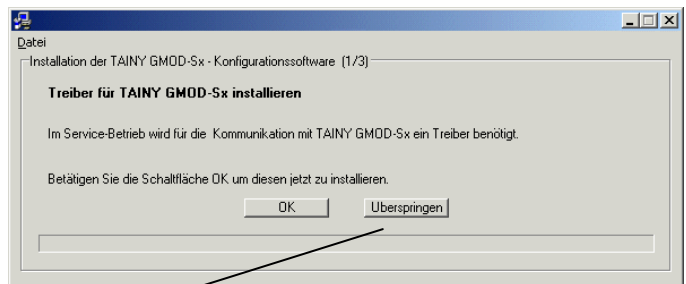 Datei
Installation der TAINY GMOD-Sx - Konfigurationssoftware (1/3)
Treiber für TAINY GMOD-Sx installieren
Im Service-Betrieb wird für die Kommunikation mit TAINY GMOD-Sx ein Treiber benötigt.
Betätigen Sie die Schaltfläche OK um diesen jetzt zu installieren.
OK Überspringen